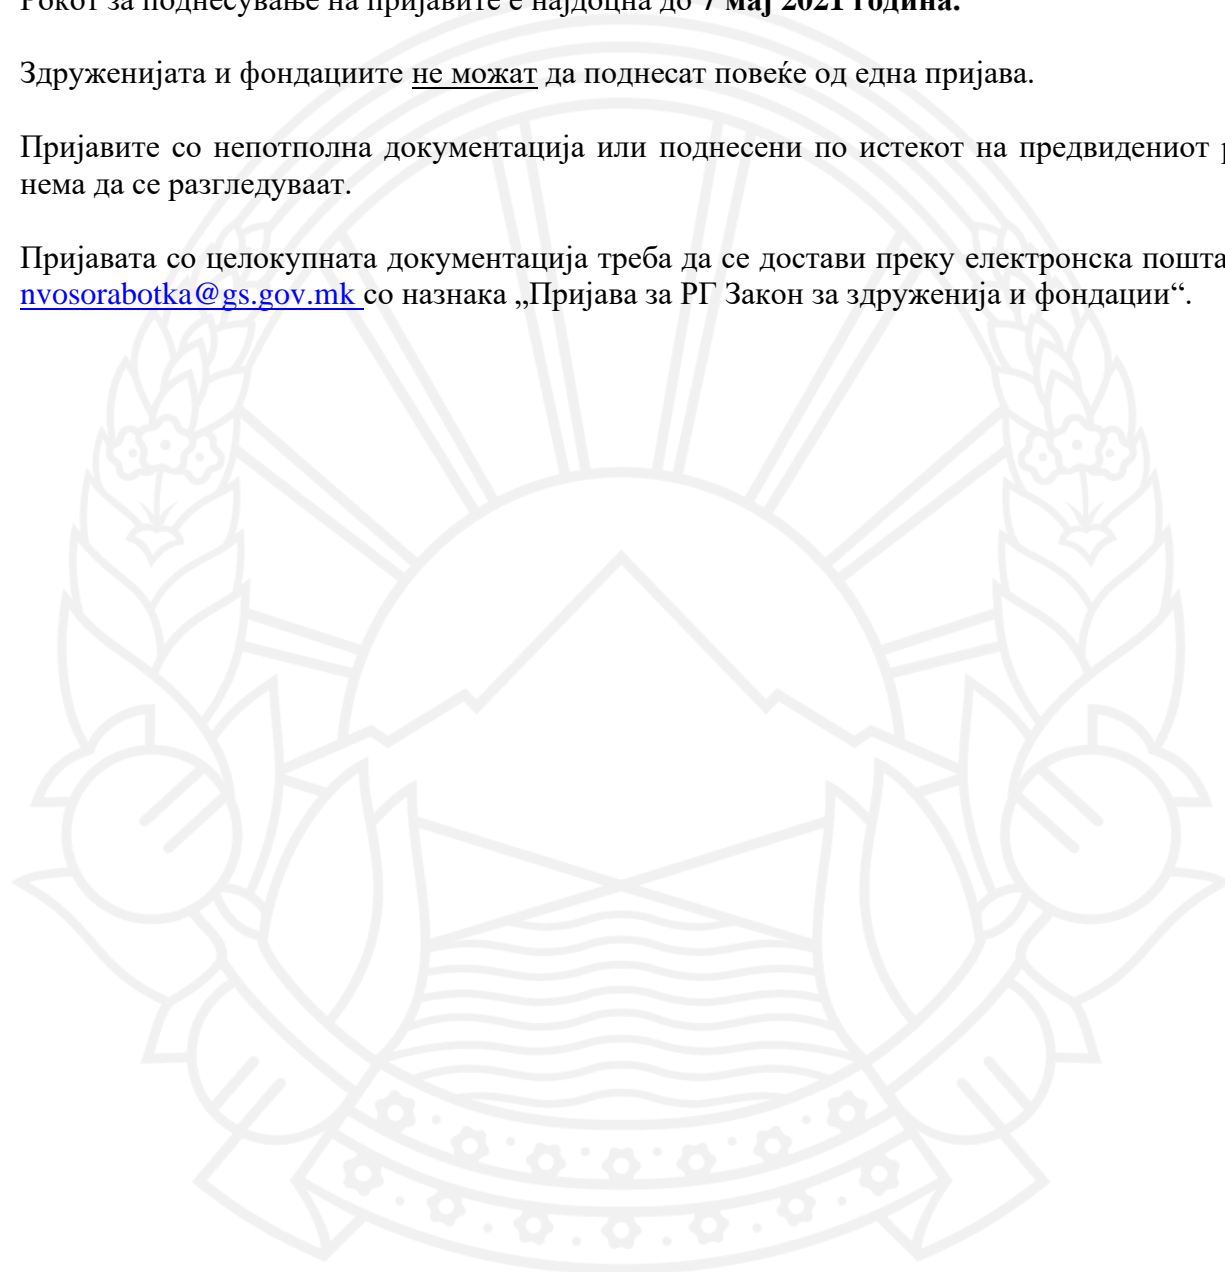 Рокот за поднесување на пријавите е најдоцна до 7 мај 2021 година.
Здруженијата и фондациите не можат да поднесат повеќе од една пријава.
Пријавите со непотполна документација или поднесени по истекот на предвидениот
нема да се разгледуваат.
Пријавата со целокупната документација треба да се достави преку електронска пошта
nvosorabotka@gs.gov.mk со назнака „Пријава за РГ Закон за здруженија и фондации“.